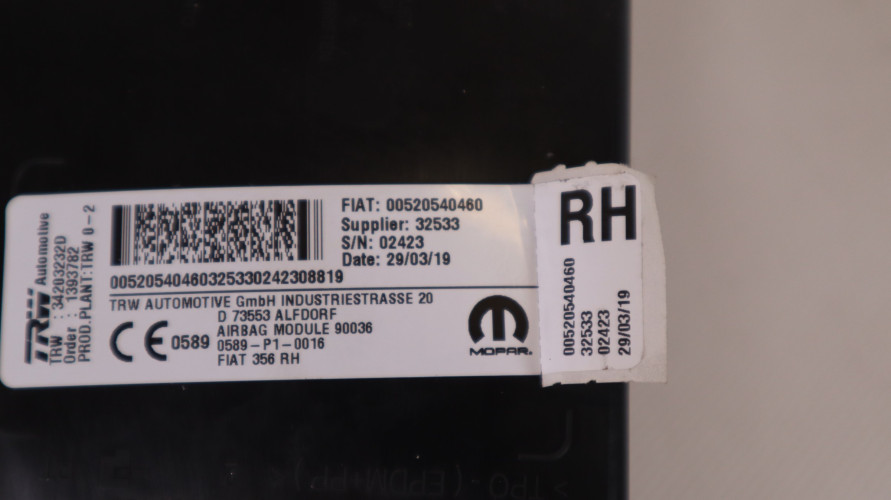 TRW Automotive
TRW : 34203232D
Order : 1393782
PROD.PLANT:TRW 0-2
FIAT: 00520540460
Supplier: 32533
S/N: 02423
Date: 29/03/19
00520540460325330242308819
TRW AUTOMOTIVE GmbH INDUSTRIESTRASSE 20
D 73553 ALFDORF
AIRBAG MODULE 90036
CE 0589
0589-P1-0016
FIAT 356 RH
MOPAR.
RH
00520540460
32533
02423
29/03/19